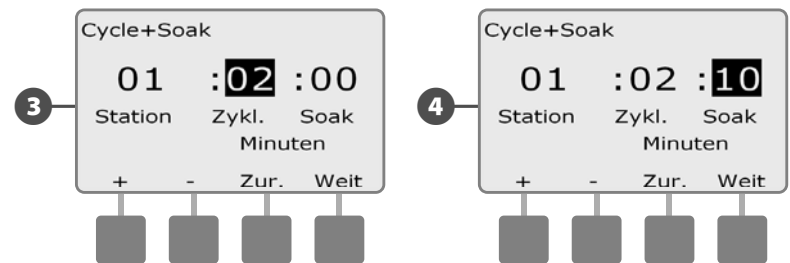 Cycle+Soak
01 :02 :00
Station Zykl. Soak
Minuten
+ - Zur. Weit
3
Cycle+Soak
01 :02 :10
Station Zykl. Soak
Minuten
+ - Zur. Weit
4